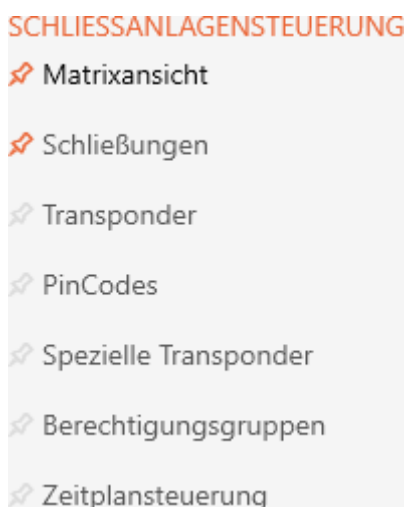 SCHLIESSANLAGENSTEUERUNG
Matrixansicht
Schließungen
Transponder
PinCodes
Spezielle Transponder
Berechtigungsgruppen
Zeitplansteuerung